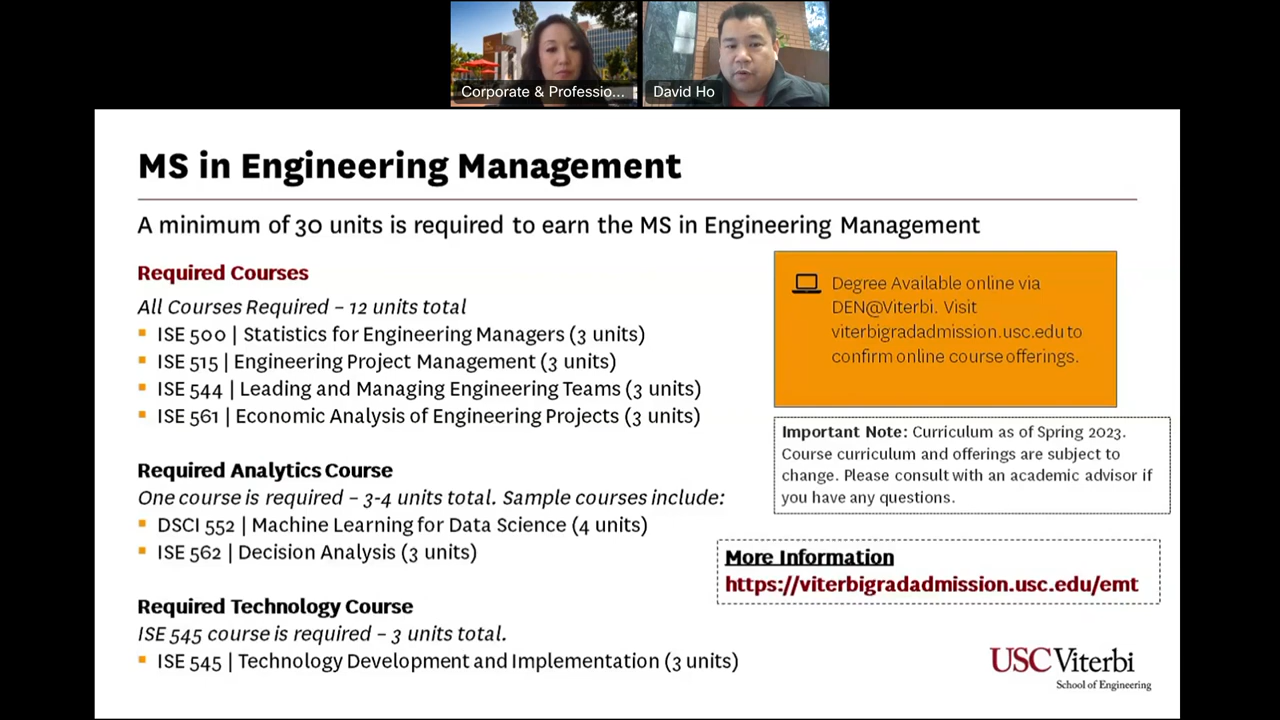 Corporate & Professio...
David Ho
MS in Engineering Management
A minimum of 30 units is required to earn the MS in Engineering Management
Required Courses
All Courses Required – 12 units total
▪ ISE 500 | Statistics for Engineering Managers (3 units)
▪ ISE 515 | Engineering Project Management (3 units)
▪ ISE 544 | Leading and Managing Engineering Teams (3 units)
▪ ISE 561 | Economic Analysis of Engineering Projects (3 units)
Required Analytics Course
One course is required – 3-4 units total. Sample courses include:
▪ DSCI 552 | Machine Learning for Data Science (4 units)
▪ ISE 562 | Decision Analysis (3 units)
Required Technology Course
ISE 545 course is required – 3 units total.
▪ ISE 545 | Technology Development and Implementation (3 units)
Degree Available online via
DEN@Viterbi. Visit
viterbigradadmission.usc.edu to
confirm online course offerings.
Important Note: Curriculum as of Spring 2023.
Course curriculum and offerings are subject to
change. Please consult with an academic advisor if
you have any questions.
More Information
https://viterbigradadmission.usc.edu/emt
USC Viterbi
School of Engineering